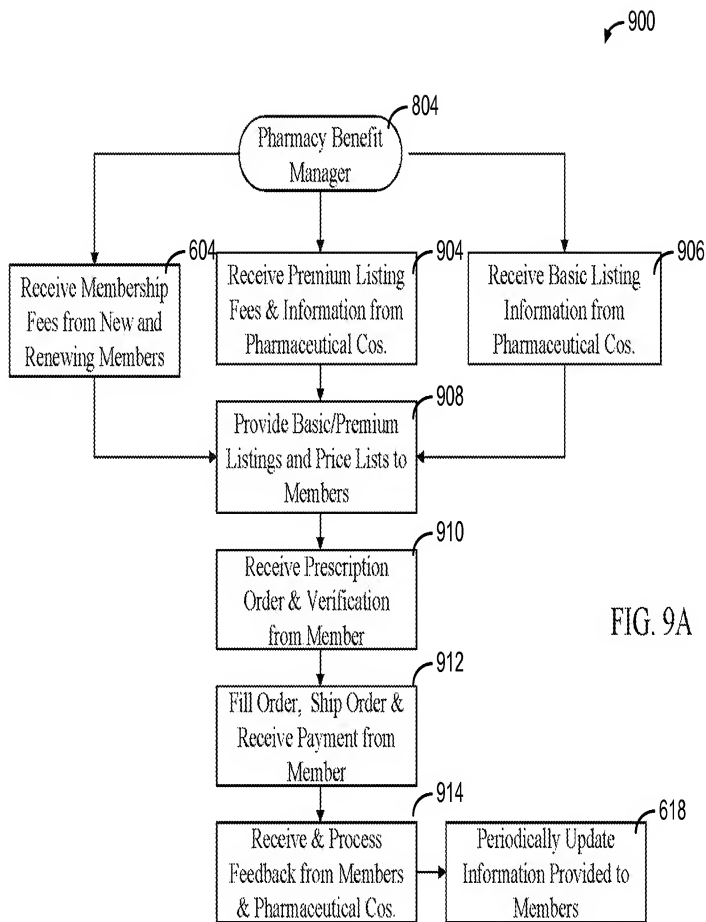 900
804
Pharmacy Benefit
Manager
604
Receive Membership
Fees from New and
Renewing Members
904
Receive Premium Listing
Fees & Information from
Pharmaceutical Cos.
906
Receive Basic Listing
Information from
Pharmaceutical Cos.
908
Provide Basic/Premium
Listings and Price Lists to
Members
910
Receive Prescription
Order & Verification
from Member
FIG. 9A
912
Fill Order, Ship Order &
Receive Payment from
Member
914
Receive & Process
Feedback from Members
& Pharmaceutical Cos.
618
Periodically Update
Information Provided to
Members